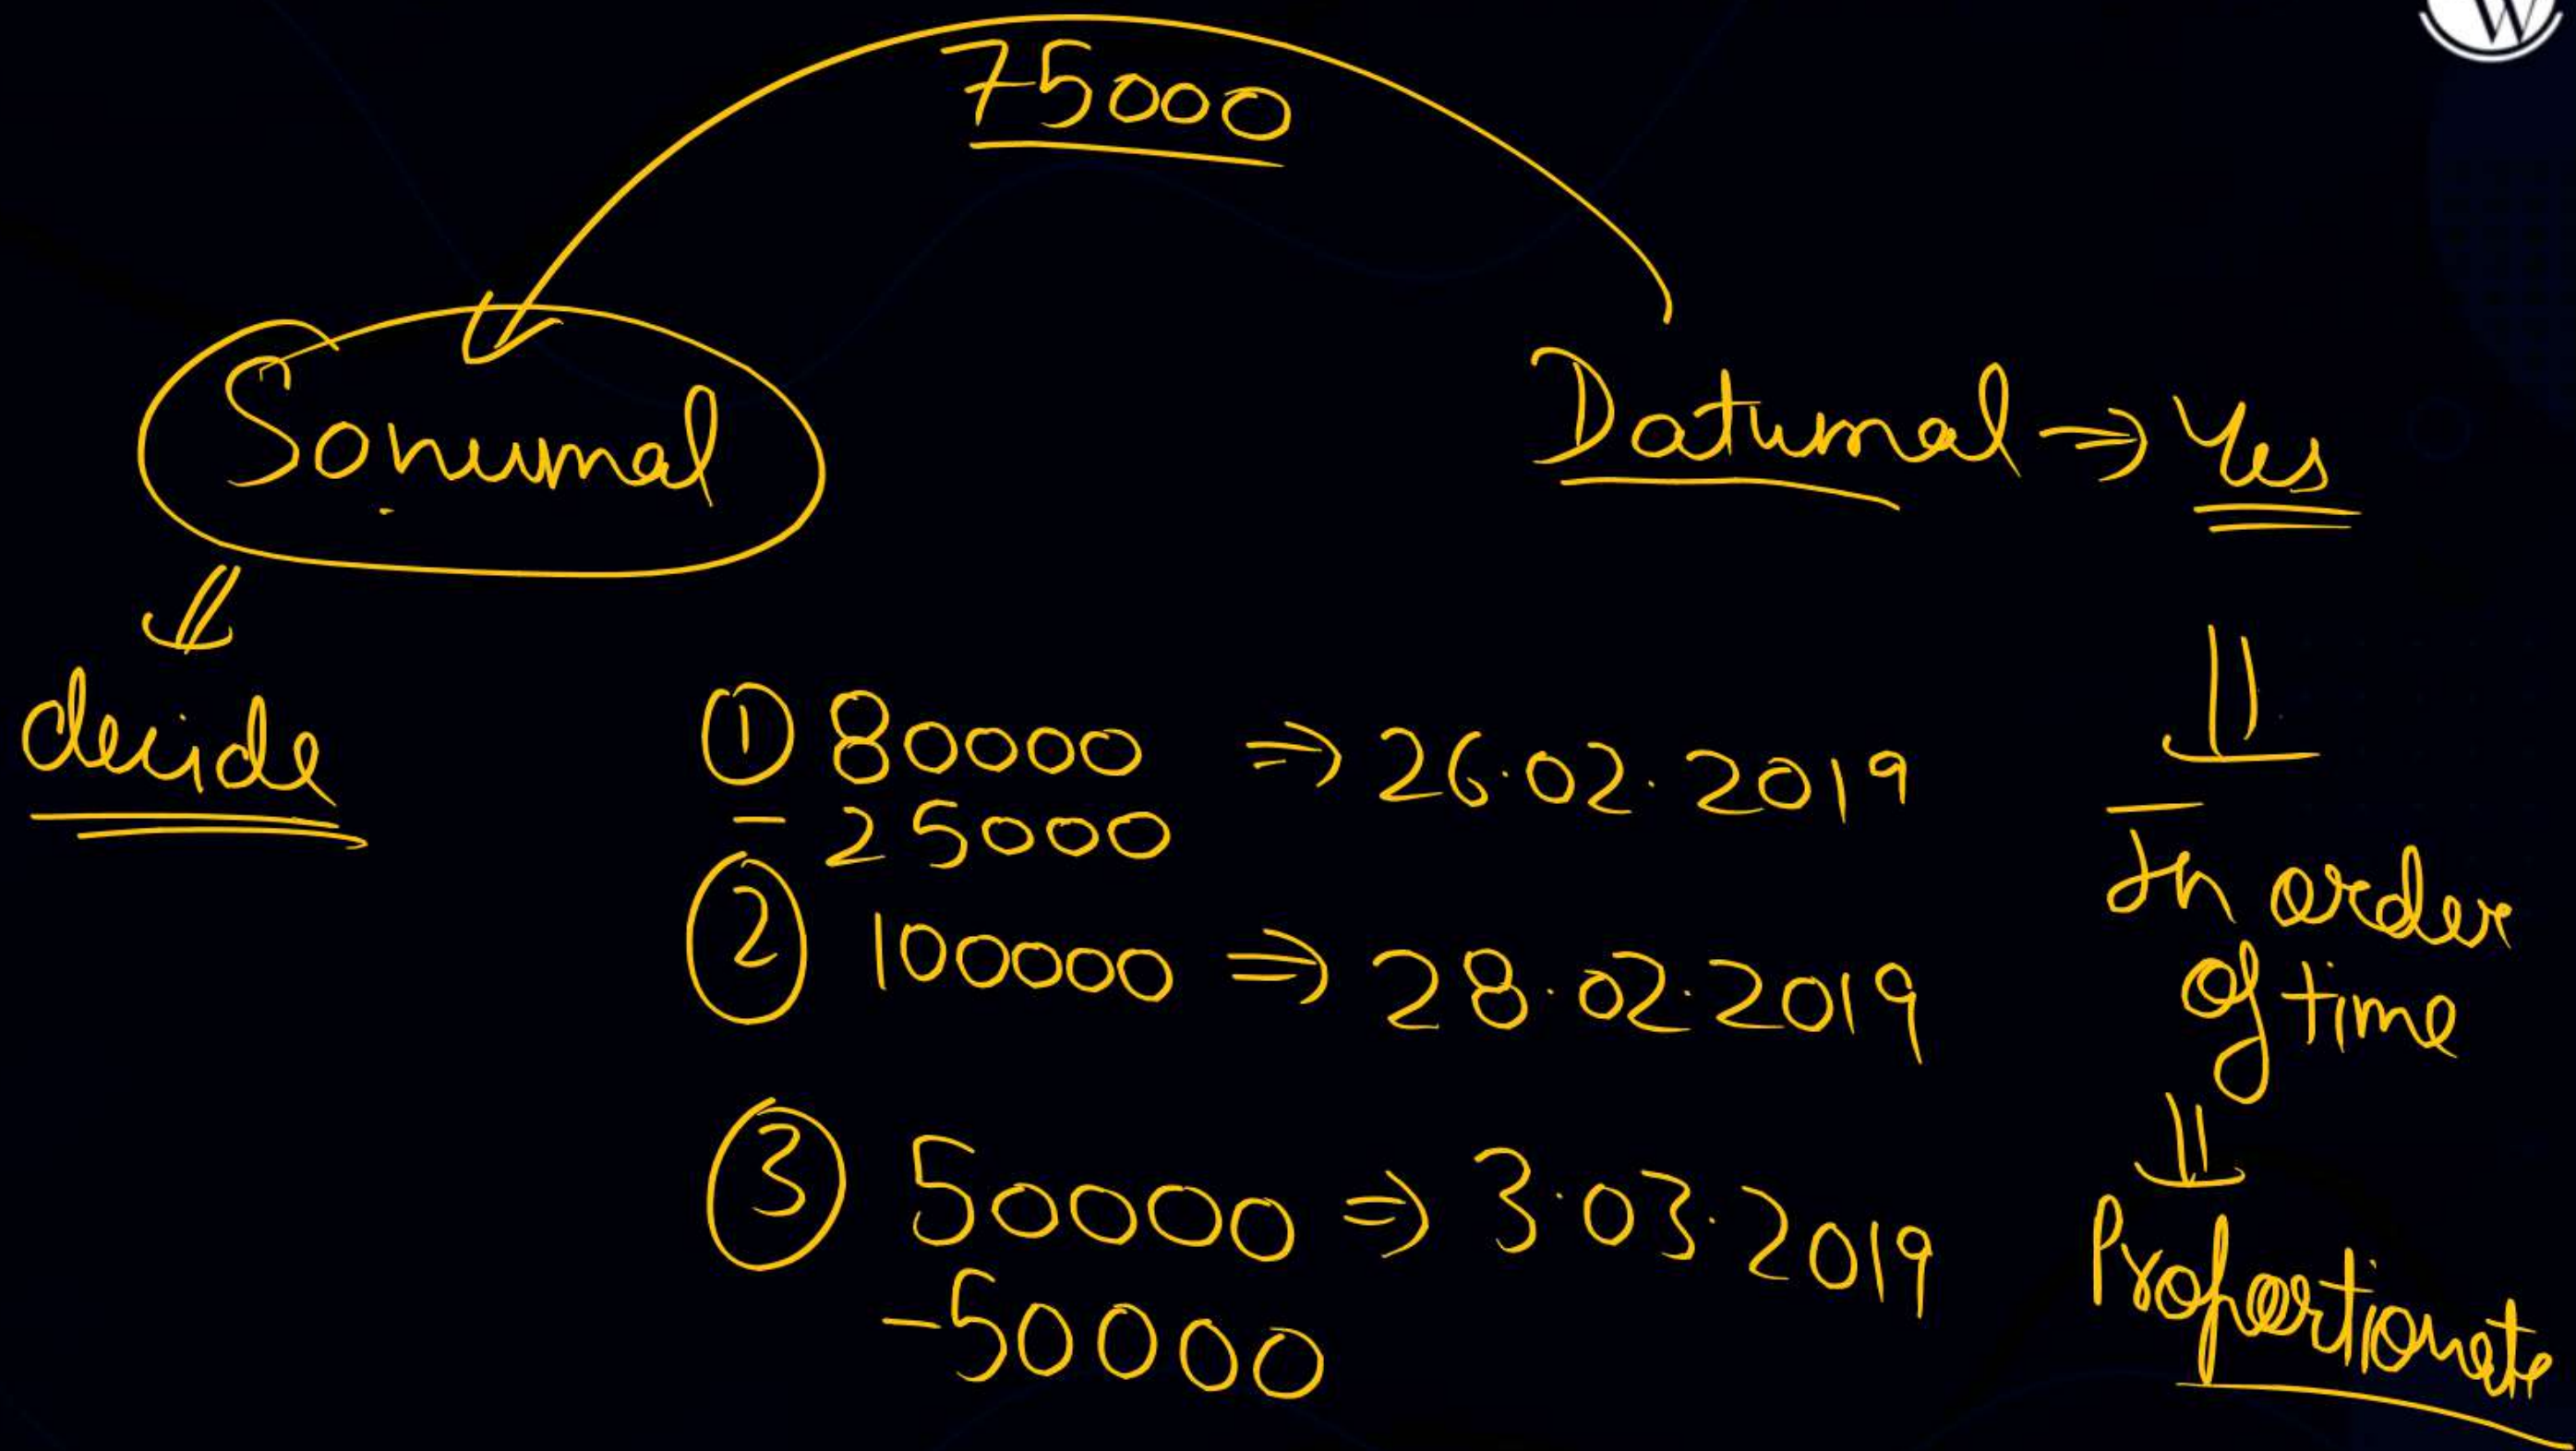 W
75000
Sonumal
Datumal ⇒ Yes
decide
① 80000 ⇒ 26.02.2019
- 25000
② 100000 ⇒ 28.02.2019
③ 50000 ⇒ 3.03.2019
-50000
In order
of time
Proportionate